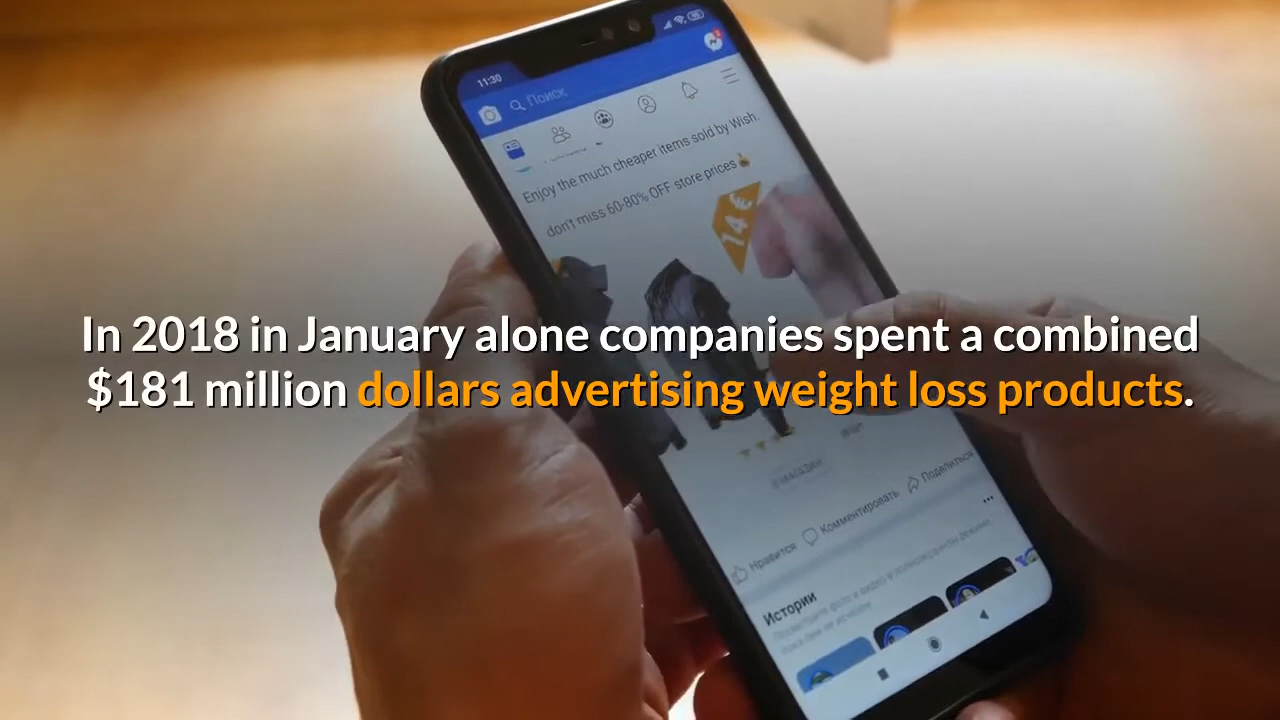 11:30
Поиск
Enjoy the much cheaper items sold by Wish.
don't miss 60-80% OFF store prices
14 €
In 2018 in January alone companies spent a combined
$181 million dollars advertising weight loss products.
Нравится
Комментировать
Поделиться
Истории